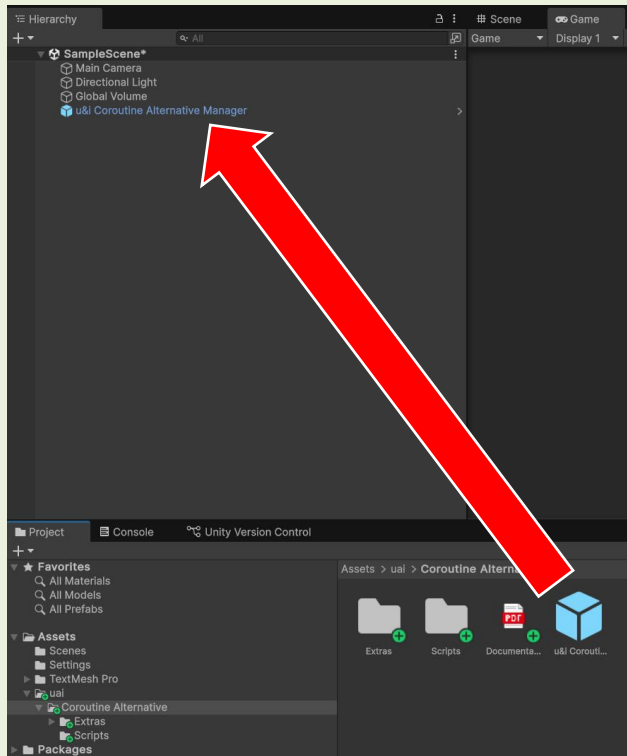 Hierarchy
# Scene
Game
All
Game
Display 1
SampleScene*
Main Camera
Directional Light
Global Volume
u&i Coroutine Alternative Manager
Project
Console
Unity Version Control
Favorites
All Materials
All Models
All Prefabs
Assets > uai > Coroutine Altern
Assets
Scenes
Settings
TextMesh Pro
uai
Coroutine Alternative
Extras
Scripts
Packages
PDF
Extras
Scripts
Documenta...
u&i Corouti...